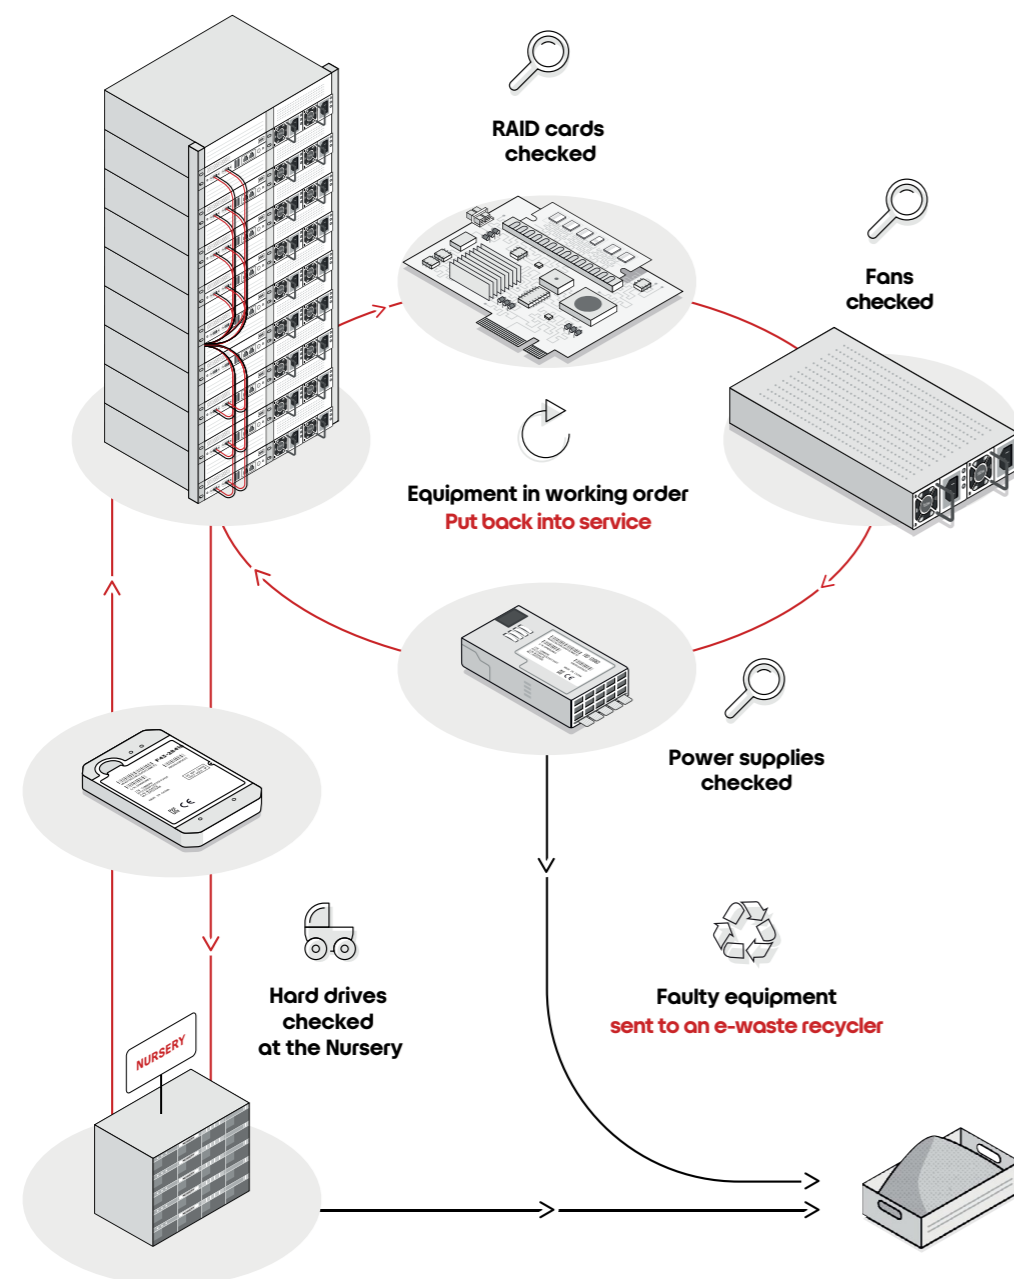 RAID cards
checked
Fans
checked
Equipment in working order
Put back into service
Power supplies
checked
Hard drives
checked
at the Nursery
Faulty equipment
sent to an e-waste recycler
NURSERY